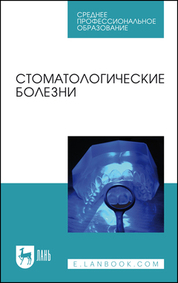 СРЕДНЕЕ
ПРОФЕССИОНАЛЬНОЕ
ОБРАЗОВАНИЕ
СТОМАТОЛОГИЧЕСКИЕ
БОЛЕЗНИ
ЛАНЬ
E.LANBOOK.COM